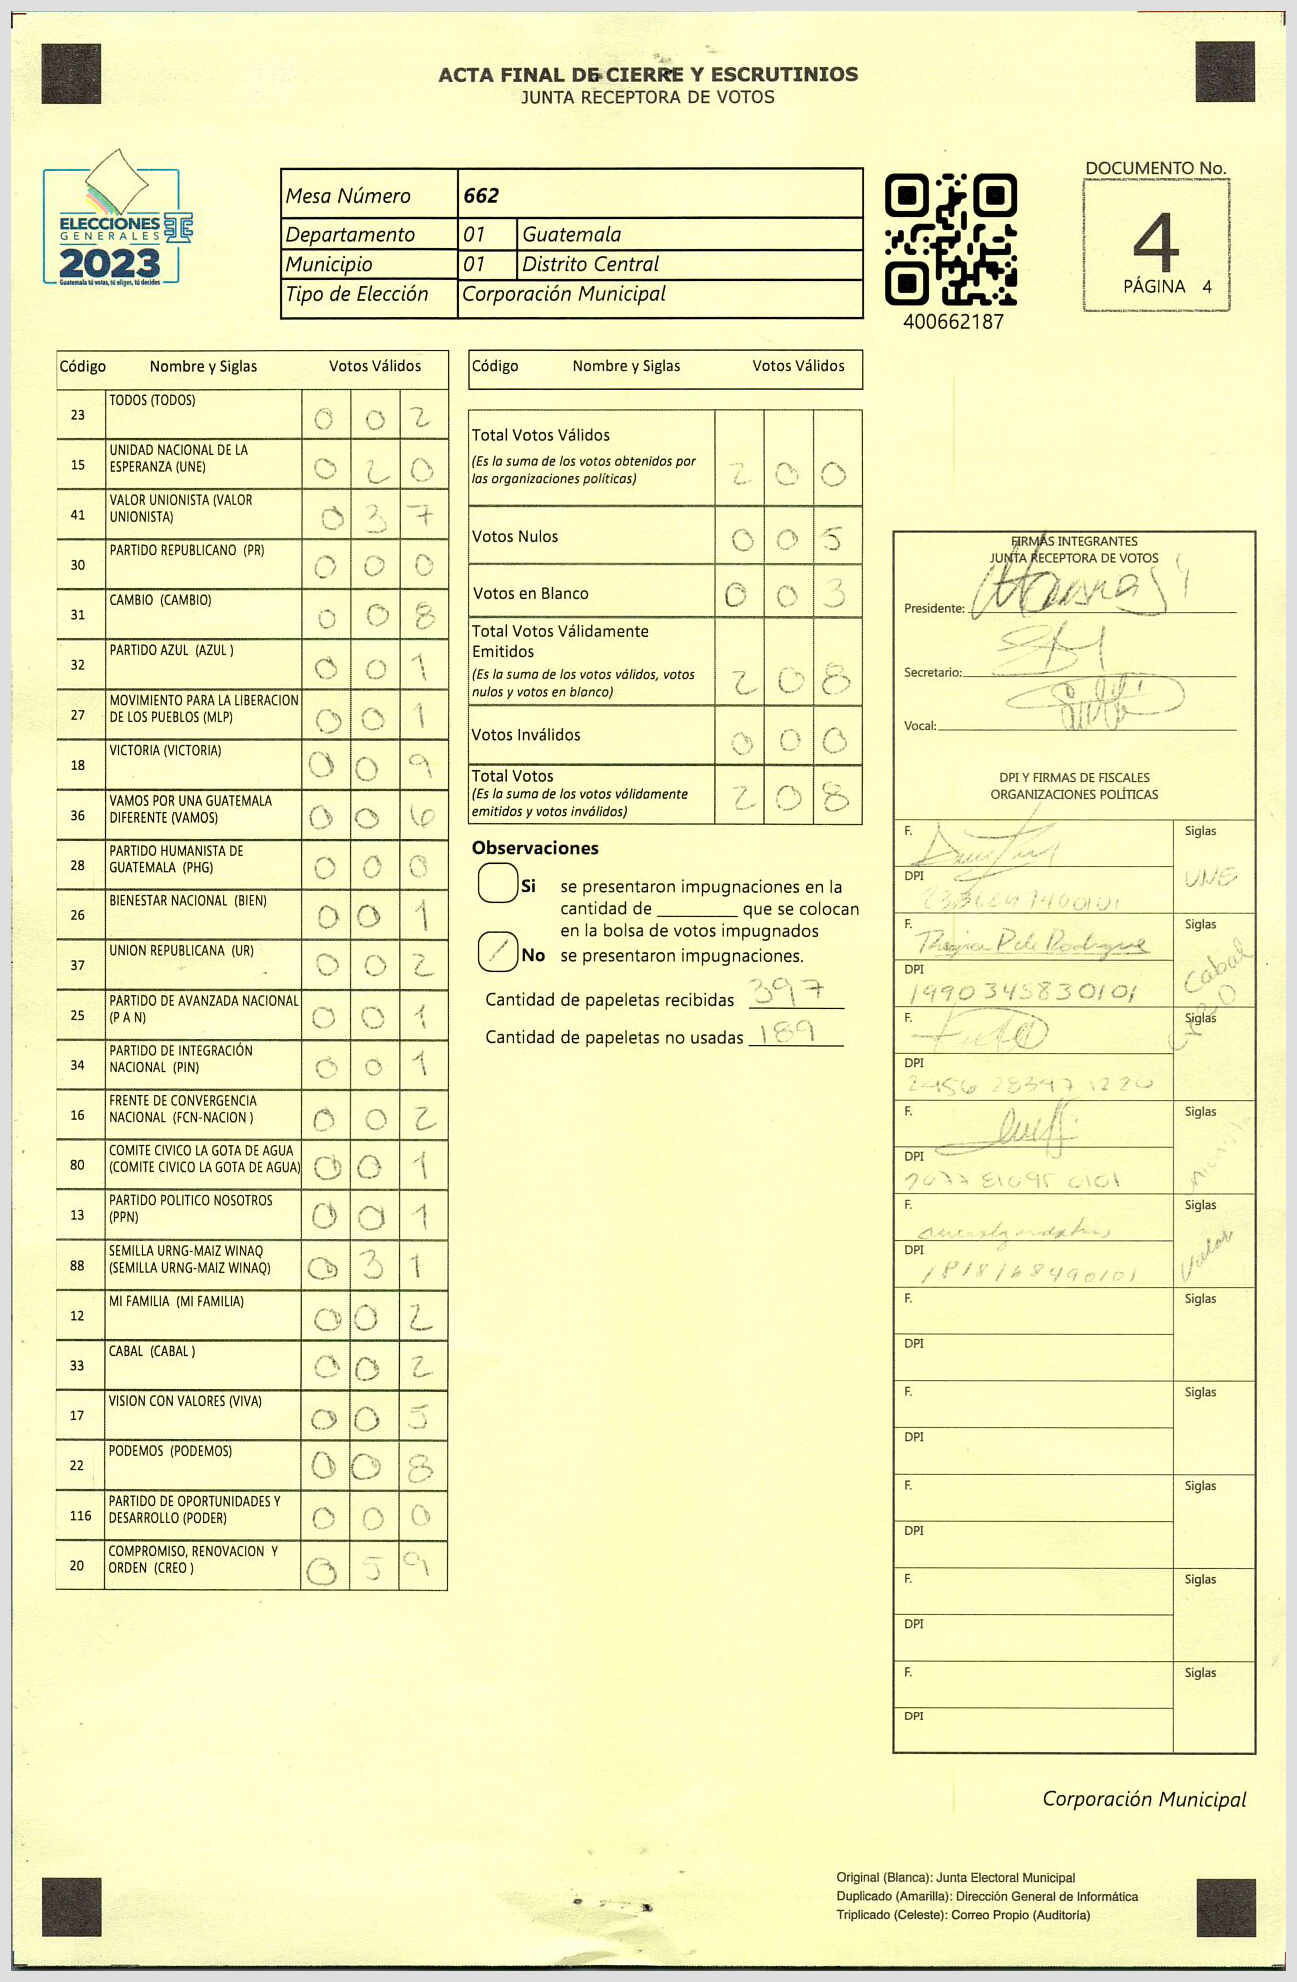 ACTA FINAL DE CIERRE Y ESCRUTINIOS
JUNTA RECEPTORA DE VOTOS
ELECCIONES
GENERALES
2023
Guatemala tú votas, tú eliges, tú decides
Mesa Número 662
Departamento 01 Guatemala
Municipio 01 Distrito Central
Tipo de Elección Corporación Municipal
400662187
DOCUMENTO No.
4
PÁGINA 4
Código Nombre y Siglas Votos Válidos
23 TODOS (TODOS) 0 0 2
15 UNIDAD NACIONAL DE LA
ESPERANZA (UNE) 0 2 0
41 VALOR UNIONISTA (VALOR
UNIONISTA) 0 3 7
30 PARTIDO REPUBLICANO (PR) 0 0 0
31 CAMBIO (CAMBIO) 0 0 8
32 PARTIDO AZUL (AZUL ) 0 0 1
27 MOVIMIENTO PARA LA LIBERACION
DE LOS PUEBLOS (MLP) 0 0 1
18 VICTORIA (VICTORIA) 0 0 9
36 VAMOS POR UNA GUATEMALA
DIFERENTE (VAMOS) 0 0 6
28 PARTIDO HUMANISTA DE
GUATEMALA (PHG) 0 0 0
26 BIENESTAR NACIONAL (BIEN) 0 0 1
37 UNION REPUBLICANA (UR) 0 0 2
25 PARTIDO DE AVANZADA NACIONAL
(P A N) 0 0 1
34 PARTIDO DE INTEGRACIÓN
NACIONAL (PIN) 0 0 1
16 FRENTE DE CONVERGENCIA
NACIONAL (FCN-NACION ) 0 0 2
80 COMITE CIVICO LA GOTA DE AGUA
(COMITE CIVICO LA GOTA DE AGUA) 0 0 1
13 PARTIDO POLITICO NOSOTROS
(PPN) 0 0 1
88 SEMILLA URNG-MAIZ WINAQ
(SEMILLA URNG-MAIZ WINAQ) 0 3 1
12 MI FAMILIA (MI FAMILIA) 0 0 2
33 CABAL (CABAL ) 0 0 2
17 VISION CON VALORES (VIVA) 0 0 5
22 PODEMOS (PODEMOS) 0 0 8
116 PARTIDO DE OPORTUNIDADES Y
DESARROLLO (PODER) 0 0 0
20 COMPROMISO, RENOVACION Y
ORDEN (CREO ) 0 5 9
Código Nombre y Siglas Votos Válidos
Total Votos Válidos
(Es la suma de los votos obtenidos por
las organizaciones políticas) 2 0 0
Votos Nulos 0 0 5
Votos en Blanco 0 0 3
Total Votos Válidamente
Emitidos
(Es la suma de los votos válidos, votos
nulos y votos en blanco) 2 0 8
Votos Inválidos 0 0 0
Total Votos
(Es la suma de los votos válidamente
emitidos y votos inválidos) 2 0 8
Observaciones
Si se presentaron impugnaciones en la
cantidad de ________ que se colocan
en la bolsa de votos impugnados
No se presentaron impugnaciones.
Cantidad de papeletas recibidas 397
Cantidad de papeletas no usadas 189
FIRMAS INTEGRANTES
JUNTA RECEPTORA DE VOTOS
Presidente:
Secretario:
Vocal:
DPI Y FIRMAS DE FISCALES
ORGANIZACIONES POLÍTICAS
F. Siglas
DPI UNE
F. Siglas
DPI 1490345830101 Cabal
F. Siglas
DPI
F. Siglas
DPI
F. Siglas
DPI 1818168490101 Valor
F. Siglas
DPI
F. Siglas
DPI
F. Siglas
DPI
F. Siglas
DPI
F. Siglas
DPI
Corporación Municipal
Original (Blanca): Junta Electoral Municipal
Duplicado (Amarilla): Dirección General de Informática
Triplicado (Celeste): Correo Propio (Auditoría)